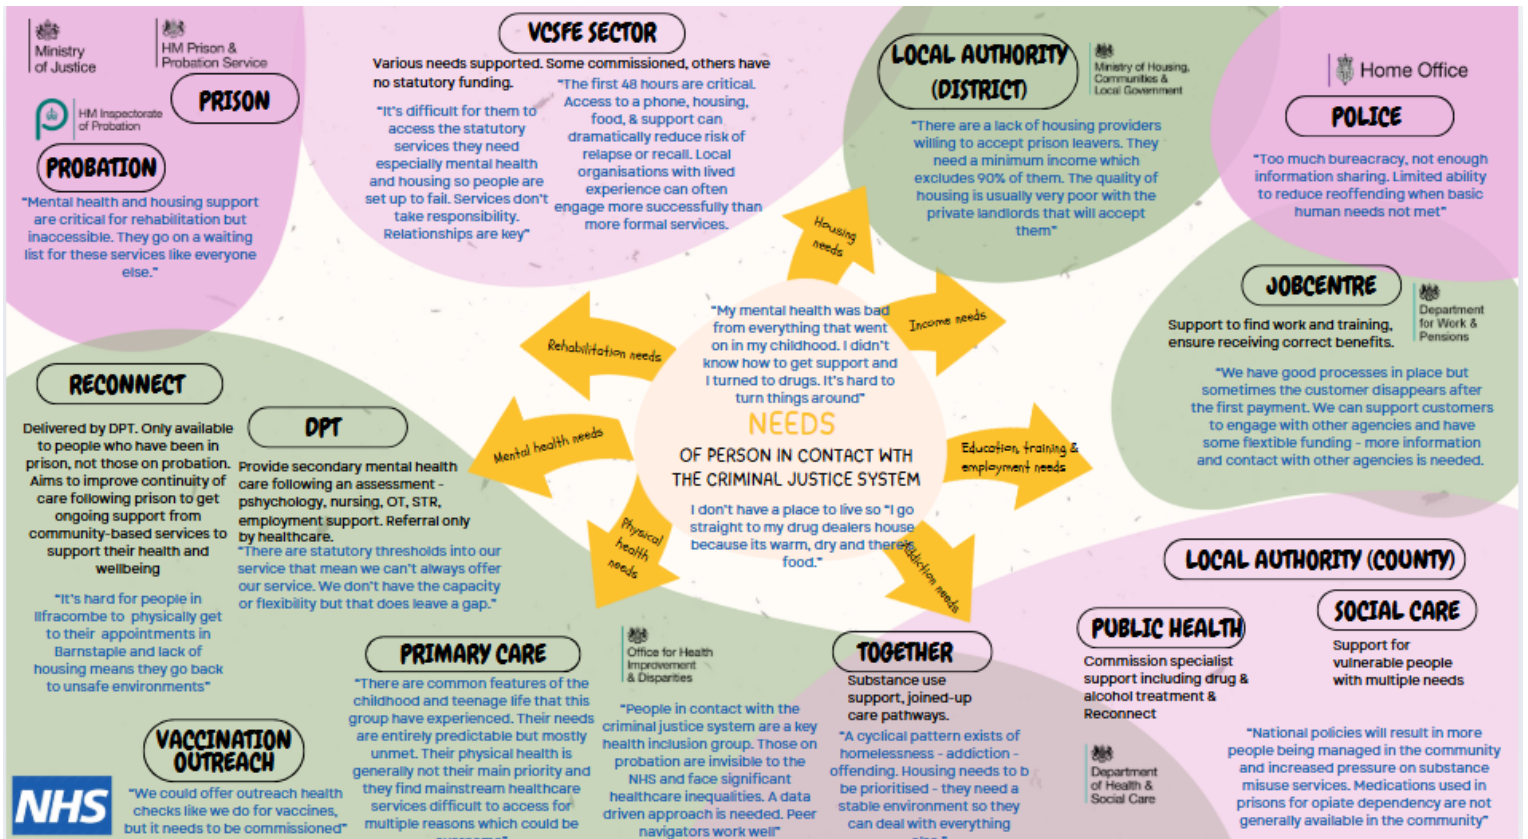 Ministry
of Justice
HM Prison &
Probation Service
PRISON
HM Inspectorate
of Probation
PROBATION
"Mental health and housing support
are critical for rehabilitation but
inaccessible. They go on a waiting
list for these services like everyone
else."
VCSFE SECTOR
Various needs supported. Some commissioned, others have
no statutory funding.
"It's difficult for them to
access the statutory
services they need
especially mental health
and housing so people are
set up to fail. Services don't
take responsibility.
Relationships are key"
"The first 48 hours are critical.
Access to a phone, housing,
food, & support can
dramatically reduce risk of
relapse or recall. Local
organisations with lived
experience can often
engage more successfully than
more formal services.
LOCAL AUTHORITY
(DISTRICT)
Ministry of Housing,
Communities &
Local Government
"There are a lack of housing providers
willing to accept prison leavers. They
need a minimum income which
excludes 90% of them. The quality of
housing is usually very poor with the
private landlords that will accept
them"
Home Office
POLICE
"Too much bureacracy, not enough
information sharing. Limited ability
to reduce reoffending when basic
human needs not met"
JOBCENTRE
Department
for Work &
Pensions
Support to find work and training,
ensure receiving correct benefits.
"We have good processes in place but
sometimes the customer disappears after
the first payment. We can support customers
to engage with other agencies and have
some flextible funding - more information
and contact with other agencies is needed.
Housing
needs
Income needs
Rehabilitation needs
Mental health needs
Education, training &
employment needs
Physical
health
needs
Addiction needs
"My mental health was bad
from everything that went
on in my childhood. I didn't
know how to get support and
I turned to drugs. It's hard to
turn things around"
NEEDS
OF PERSON IN CONTACT WTH
THE CRIMINAL JUSTICE SYSTEM
I don't have a place to live so "I go
straight to my drug dealers house
because its warm, dry and there's
food."
RECONNECT
Delivered by DPT. Only available
to people who have been in
prison, not those on probation.
Aims to improve continuity of
care following prison to get
ongoing support from
community-based services to
support their health and
wellbeing
"It's hard for people in
Ilfracombe to physically get
to their appointments in
Barnstaple and lack of
housing means they go back
to unsafe environments"
DPT
Provide secondary mental health
care following an assessment -
pshychology, nursing, OT, STR,
employment support. Referral only
by healthcare.
"There are statutory thresholds into our
service that mean we can't always offer
our service. We don't have the capacity
or flexibility but that does leave a gap."
VACCINATION
OUTREACH
NHS
"We could offer outreach health
checks like we do for vaccines,
but it needs to be commissioned"
PRIMARY CARE
"There are common features of the
childhood and teenage life that this
group have experienced. Their needs
are entirely predictable but mostly
unmet. Their physical health is
generally not their main priority and
they find mainstream healthcare
services difficult to access for
multiple reasons which could be
Office for Health
Improvement
& Disparities
"People in contact with the
criminal justice system are a key
health inclusion group. Those on
probation are invisible to the
NHS and face significant
healthcare inequalities. A data
driven approach is needed. Peer
navigators work well"
TOGETHER
Substance use
support, joined-up
care pathways.
"A cyclical pattern exists of
homelessness - addiction -
offending. Housing needs to b
be prioritised - they need a
stable environment so they
can deal with everything
LOCAL AUTHORITY (COUNTY)
PUBLIC HEALTH
Commission specialist
support including drug &
alcohol treatment &
Reconnect
Department
of Health &
Social Care
SOCIAL CARE
Support for
vulnerable people
with multiple needs
"National policies will result in more
people being managed in the community
and increased pressure on substance
misuse services. Medications used in
prisons for opiate dependency are not
generally available in the community"